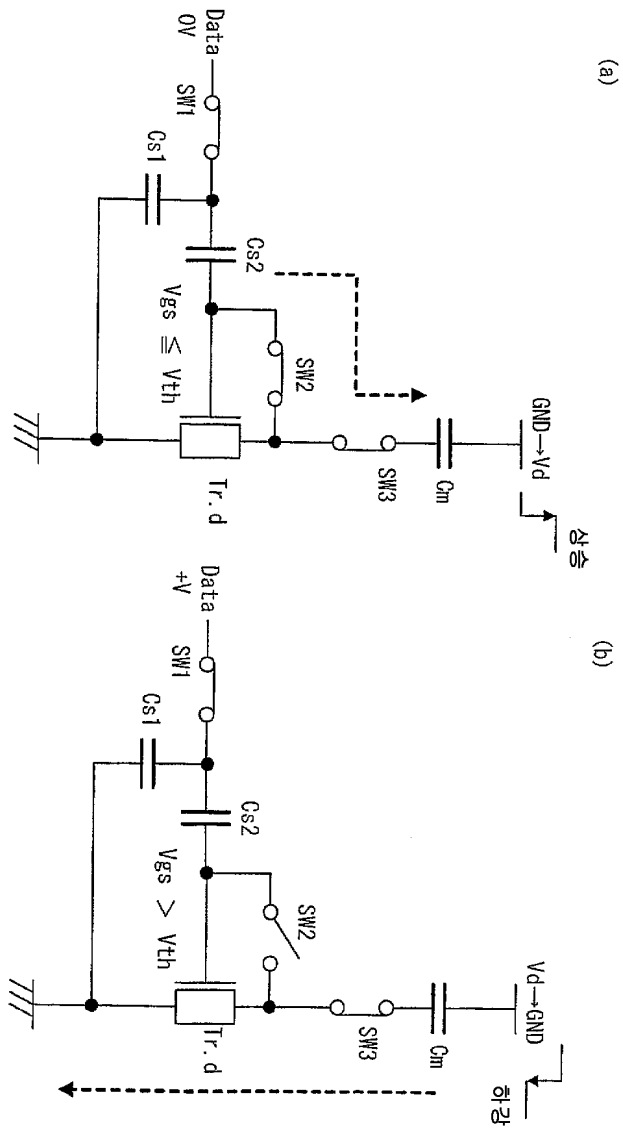 (a)
GND→Vd
상승
Cm
SW3
SW2
Cs2
Data
0V
SW1
Cs1
Vgs ≦ Vth
Tr.d
(b)
Vd→GND
하강
Cm
SW3
SW2
Cs2
Data
+V
SW1
Cs1
Vgs > Vth
Tr.d